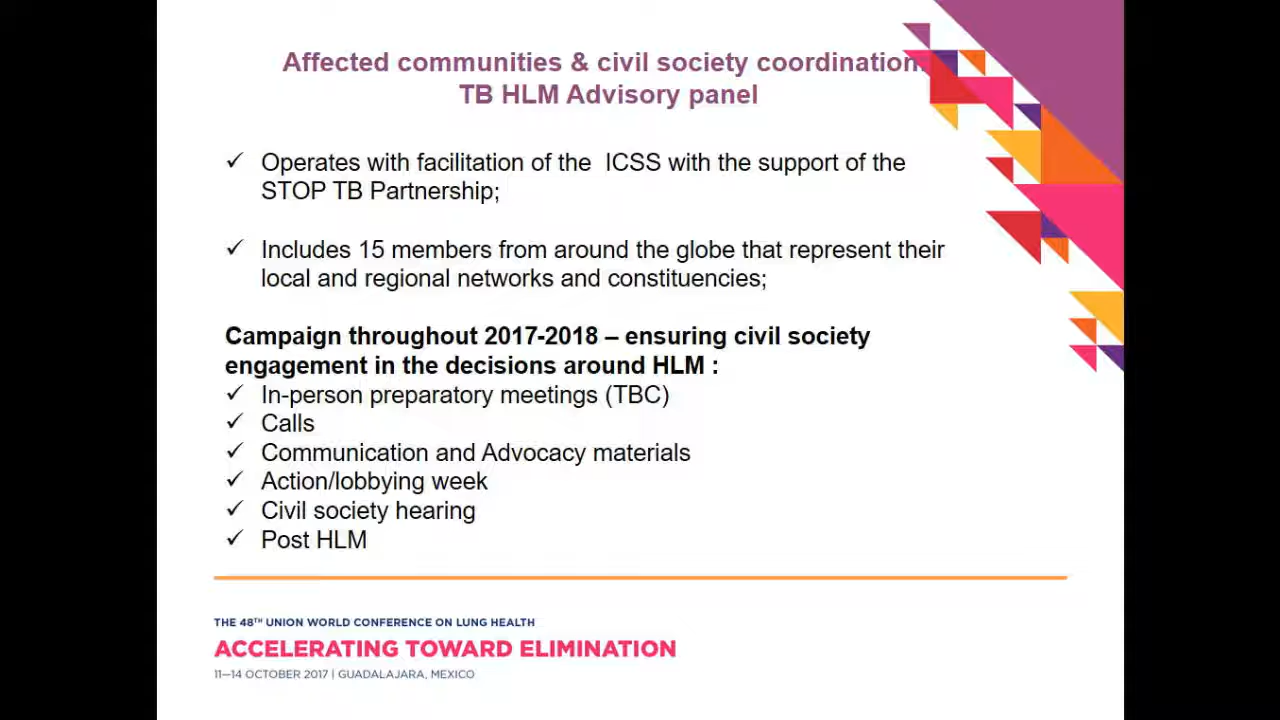 Affected communities & civil society coordination:
TB HLM Advisory panel
✓ Operates with facilitation of the ICSS with the support of the
STOP TB Partnership;
✓ Includes 15 members from around the globe that represent their
local and regional networks and constituencies;
Campaign throughout 2017-2018 – ensuring civil society
engagement in the decisions around HLM :
✓ In-person preparatory meetings (TBC)
✓ Calls
✓ Communication and Advocacy materials
✓ Action/lobbying week
✓ Civil society hearing
✓ Post HLM
THE 48TH UNION WORLD CONFERENCE ON LUNG HEALTH
ACCELERATING TOWARD ELIMINATION
11—14 OCTOBER 2017 | GUADALAJARA, MEXICO